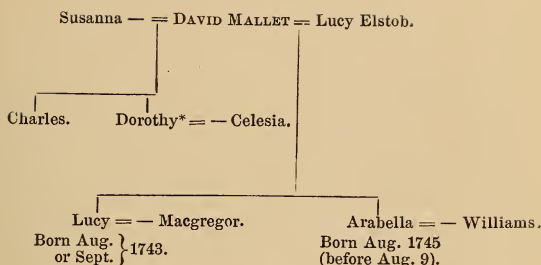 Susanna — = DAVID MALLET = Lucy Elstob.
Charles. Dorothy* = — Celesia.
Lucy = — Macgregor. Arabella = — Williams.
Born Aug. or Sept. } 1743. Born Aug. 1745
(before Aug. 9).